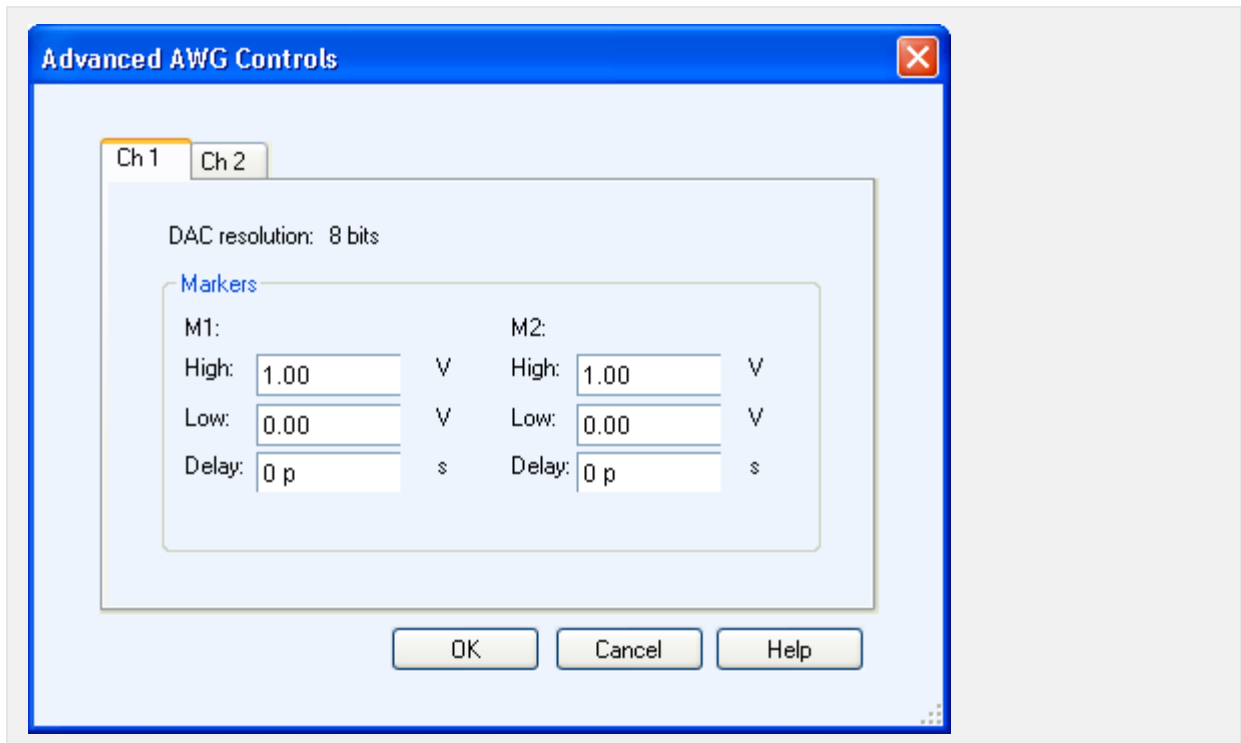 Advanced AWG Controls
Ch 1 Ch 2
DAC resolution: 8 bits
Markers
M1: M2:
High: 1.00 V High: 1.00 V
Low: 0.00 V Low: 0.00 V
Delay: 0 p s Delay: 0 p s
OK Cancel Help